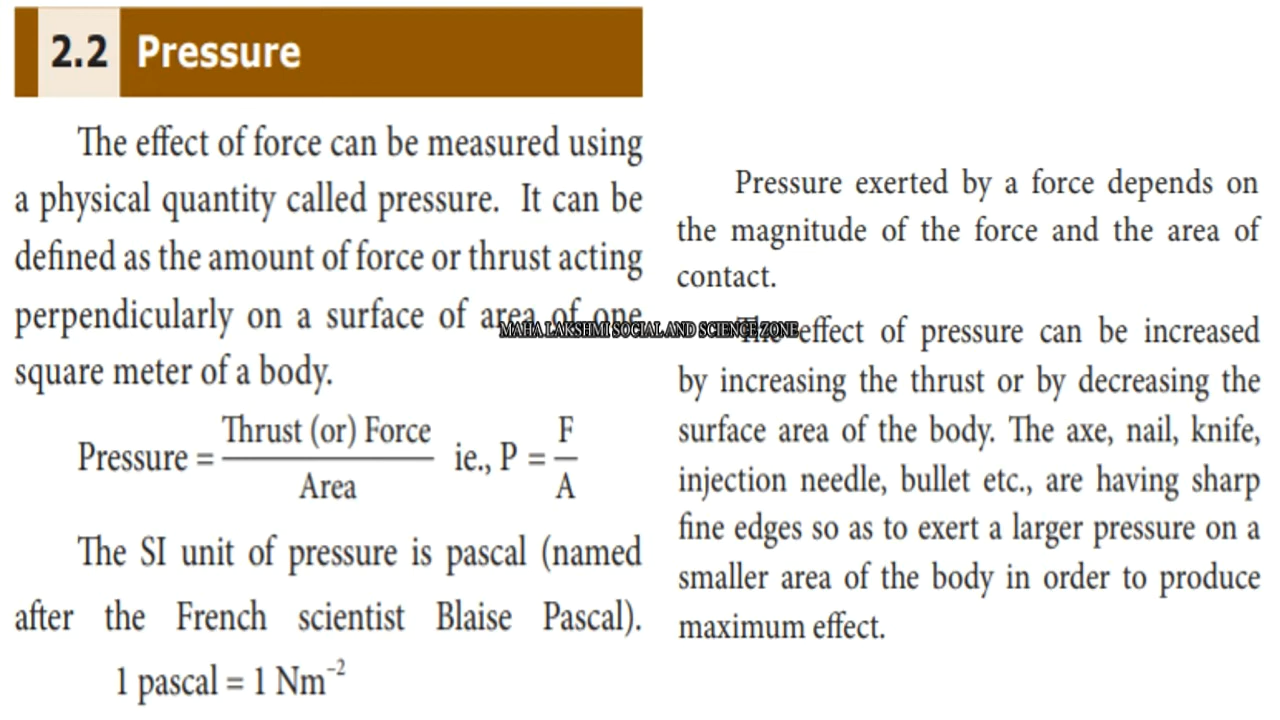 2.2 Pressure
The effect of force can be measured using
a physical quantity called pressure. It can be
defined as the amount of force or thrust acting
perpendicularly on a surface of area of one
square meter of a body.
Pressure = Thrust (or) Force / Area ie., P = F / A
The SI unit of pressure is pascal (named
after the French scientist Blaise Pascal).
1 pascal = 1 Nm⁻²
Pressure exerted by a force depends on
the magnitude of the force and the area of
contact.
MAHA LAKSHMI SOCIAL AND SCIENCE ZONE
The effect of pressure can be increased
by increasing the thrust or by decreasing the
surface area of the body. The axe, nail, knife,
injection needle, bullet etc., are having sharp
fine edges so as to exert a larger pressure on a
smaller area of the body in order to produce
maximum effect.